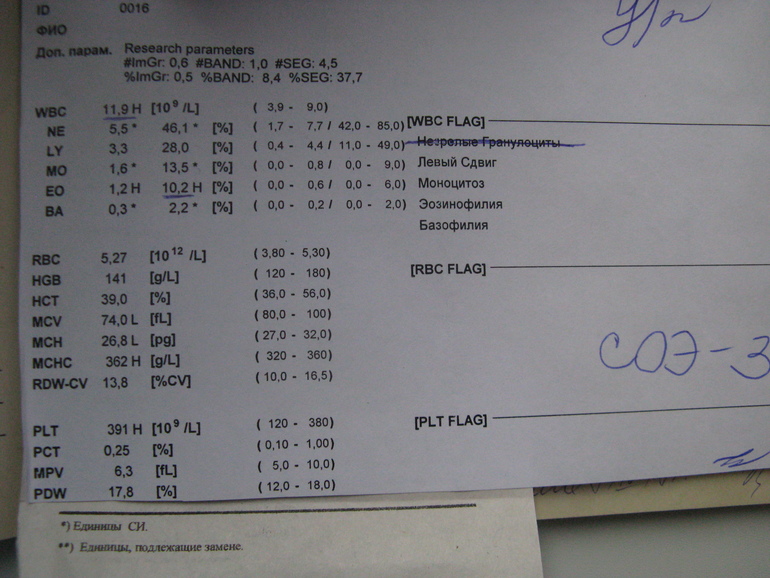 ID 0016
ФИО
Доп. парам. Research parameters
#ImGr: 0,6 #BAND: 1,0 #SEG: 4,5
%ImGr: 0,5 %BAND: 8,4 %SEG: 37,7
WBC 11,9 H [10 9 /L] ( 3,9 - 9,0)
[WBC FLAG]
NE 5,5 * 46,1 * [%] ( 1,7 - 7,7 / 42,0 - 85,0)
Незрелые Гранулоциты
LY 3,3 28,0 [%] ( 0,4 - 4,4 / 11,0 - 49,0)
Левый Сдвиг
MO 1,6 * 13,5 * [%] ( 0,0 - 0,8 / 0,0 - 9,0)
Моноцитоз
EO 1,2 H 10,2 H [%] ( 0,0 - 0,6 / 0,0 - 6,0)
Эозинофилия
BA 0,3 * 2,2 * [%] ( 0,0 - 0,2 / 0,0 - 2,0)
Базофилия
RBC 5,27 [10 12 /L] ( 3,80 - 5,30)
[RBC FLAG]
HGB 141 [g/L] ( 120 - 180)
HCT 39,0 [%] ( 36,0 - 56,0)
MCV 74,0 L [fL] ( 80,0 - 100)
MCH 26,8 L [pg] ( 27,0 - 32,0)
MCHC 362 H [g/L] ( 320 - 360)
СОЭ-3
RDW-CV 13,8 [%CV] ( 10,0 - 16,5)
PLT 391 H [10 9 /L] ( 120 - 380)
[PLT FLAG]
PCT 0,25 [%] ( 0,10 - 1,00)
MPV 6,3 [fL] ( 5,0 - 10,0)
PDW 17,8 [%] ( 12,0 - 18,0)
*) Единицы СИ.
**) Единицы, подлежащие замене.